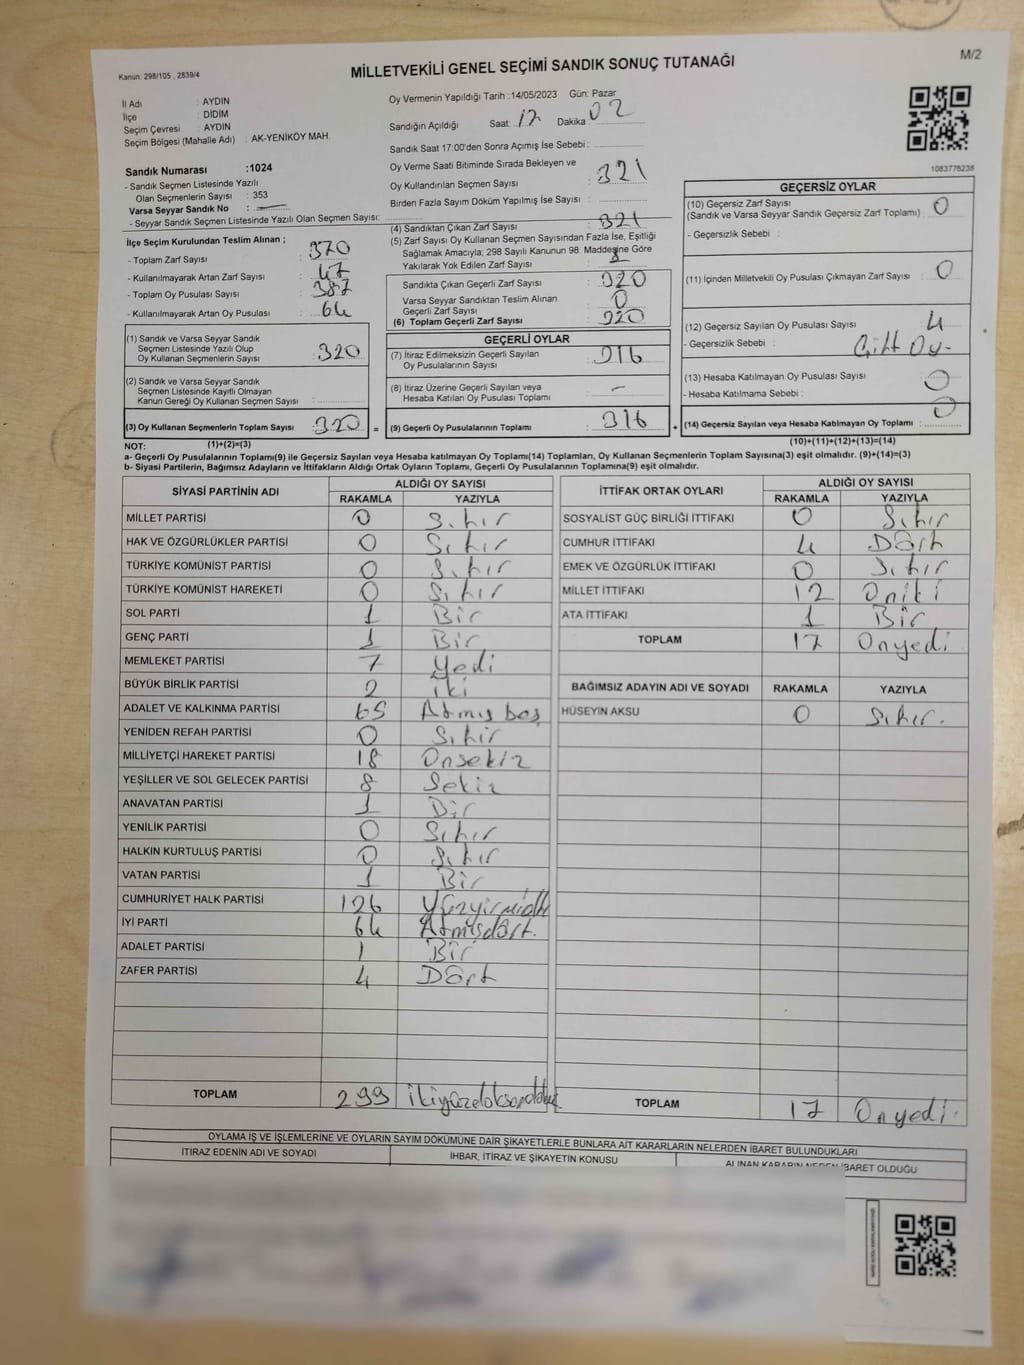 M/2
Kanun: 298/105 , 2839/4
MİLLETVEKİLİ GENEL SEÇİMİ SANDIK SONUÇ TUTANAĞI
İl Adı : AYDIN
İlçe : DİDİM
Seçim Çevresi : AYDIN
Seçim Bölgesi (Mahalle Adı) : AK-YENİKÖY MAH.
Oy Vermenin Yapıldığı Tarih :14/05/2023 Gün: Pazar
Sandığın Açıldığı Saat: 17 Dakika: 02
Sandık Saat 17:00'den Sonra Açımış İse Sebebi :
Oy Verme Saati Bitiminde Sırada Bekleyen ve
Oy Kullandırılan Seçmen Sayısı : 321
Birden Fazla Sayım Döküm Yapılmış İse Sayısı :
1083776238
Sandık Numarası :1024
- Sandık Seçmen Listesinde Yazılı
Olan Seçmenlerin Sayısı : 353
Varsa Seyyar Sandık No : —
- Seyyar Sandık Seçmen Listesinde Yazılı Olan Seçmen Sayısı:
İlçe Seçim Kurulundan Teslim Alınan ;
- Toplam Zarf Sayısı : 370
- Kullanılmayarak Artan Zarf Sayısı : 47
- Toplam Oy Pusulası Sayısı : 387
- Kullanılmayarak Artan Oy Pusulası : 64
(1) Sandık ve Varsa Seyyar Sandık
Seçmen Listesinde Yazılı Olup
Oy Kullanan Seçmenlerin Sayısı : 320
(2) Sandık ve Varsa Seyyar Sandık
Seçmen Listesinde Kayıtlı Olmayan
Kanun Gereği Oy Kullanan Seçmen Sayısı :
(3) Oy Kullanan Seçmenlerin Toplam Sayısı : 320 =
(1)+(2)=(3)
(4) Sandıktan Çıkan Zarf Sayısı : 321
(5) Zarf Sayısı Oy Kullanan Seçmen Sayısından Fazla İse, Eşitliği
Sağlamak Amacıyla; 298 Sayılı Kanunun 98. Maddesine Göre
Yakılarak Yok Edilen Zarf Sayısı :
Sandıkta Çıkan Geçerli Zarf Sayısı : 320
Varsa Seyyar Sandıktan Teslim Alınan
Geçerli Zarf Sayısı : 0
(6) Toplam Geçerli Zarf Sayısı : 320
GEÇERLİ OYLAR
(7) İtiraz Edilmeksizin Geçerli Sayılan
Oy Pusulalarının Sayısı : 316
(8) İtiraz Üzerine Geçerli Sayılan veya
Hesaba Katılan Oy Pusulası Toplamı : —
(9) Geçerli Oy Pusulalarının Toplamı : 316 +
GEÇERSİZ OYLAR
(10) Geçersiz Zarf Sayısı : 0
(Sandık ve Varsa Seyyar Sandık Geçersiz Zarf Toplamı)
- Geçersizlik Sebebi :
(11) İçinden Milletvekili Oy Pusulası Çıkmayan Zarf Sayısı : 0
(12) Geçersiz Sayılan Oy Pusulası Sayısı : 4
- Geçersizlik Sebebi : Çift Oy-
(13) Hesaba Katılmayan Oy Pusulası Sayısı : 0
- Hesaba Katılmama Sebebi :
(14) Geçersiz Sayılan veya Hesaba Katılmayan Oy Toplamı : 0
(10)+(11)+(12)+(13)=(14)
NOT:
a- Geçerli Oy Pusulalarının Toplamı(9) ile Geçersiz Sayılan veya Hesaba katılmayan Oy Toplamı(14) Toplamları, Oy Kullanan Seçmenlerin Toplam Sayısına(3) eşit olmalıdır. (9)+(14)=(3)
b- Siyasi Partilerin, Bağımsız Adayların ve İttifakların Aldığı Ortak Oyların Toplamı, Geçerli Oy Pusulalarının Toplamına(9) eşit olmalıdır.
SİYASİ PARTİNİN ADI ALDIĞI OY SAYISI
RAKAMLA YAZIYLA
MİLLET PARTİSİ 0 Sıfır
HAK VE ÖZGÜRLÜKLER PARTİSİ 0 Sıfır
TÜRKİYE KOMÜNİST PARTİSİ 0 Sıfır
TÜRKİYE KOMÜNİST HAREKETİ 0 Sıfır
SOL PARTİ 1 Bir
GENÇ PARTİ 1 Bir
MEMLEKET PARTİSİ 7 Yedi
BÜYÜK BİRLİK PARTİSİ 2 İki
ADALET VE KALKINMA PARTİSİ 65 Atmış beş
YENİDEN REFAH PARTİSİ 0 Sıfır
MİLLİYETÇİ HAREKET PARTİSİ 18 Onsekiz
YEŞİLLER VE SOL GELECEK PARTİSİ 8 Sekiz
ANAVATAN PARTİSİ 1 Bir
YENİLİK PARTİSİ 0 Sıfır
HALKIN KURTULUŞ PARTİSİ 0 Sıfır
VATAN PARTİSİ 1 Bir
CUMHURİYET HALK PARTİSİ 126 Yüzyirmialtı
İYİ PARTİ 64 Atmışdört.
ADALET PARTİSİ 1 Bir
ZAFER PARTİSİ 4 Dört
TOPLAM 299 İkiyüzdoksandokuz
İTTİFAK ORTAK OYLARI ALDIĞI OY SAYISI
RAKAMLA YAZIYLA
SOSYALİST GÜÇ BİRLİĞİ İTTİFAKI 0 Sıfır
CUMHUR İTTİFAKI 4 Dört
EMEK VE ÖZGÜRLÜK İTTİFAKI 0 Sıfır
MİLLET İTTİFAKI 12 Oniki
ATA İTTİFAKI 1 Bir
TOPLAM 17 Onyedi
BAĞIMSIZ ADAYIN ADI VE SOYADI RAKAMLA YAZIYLA
HÜSEYİN AKSU 0 Sıfır.
TOPLAM 17 Onyedi.
OYLAMA İŞ VE İŞLEMLERİNE VE OYLARIN SAYIM DÖKÜMÜNE DAİR ŞİKAYETLERLE BUNLARA AİT KARARLARIN NELERDEN İBARET BULUNDUKLARI
İTİRAZ EDENİN ADI VE SOYADI İHBAR, İTİRAZ VE ŞİKAYETİN KONUSU ALINAN KARARIN NEDEN İBARET OLDUĞU